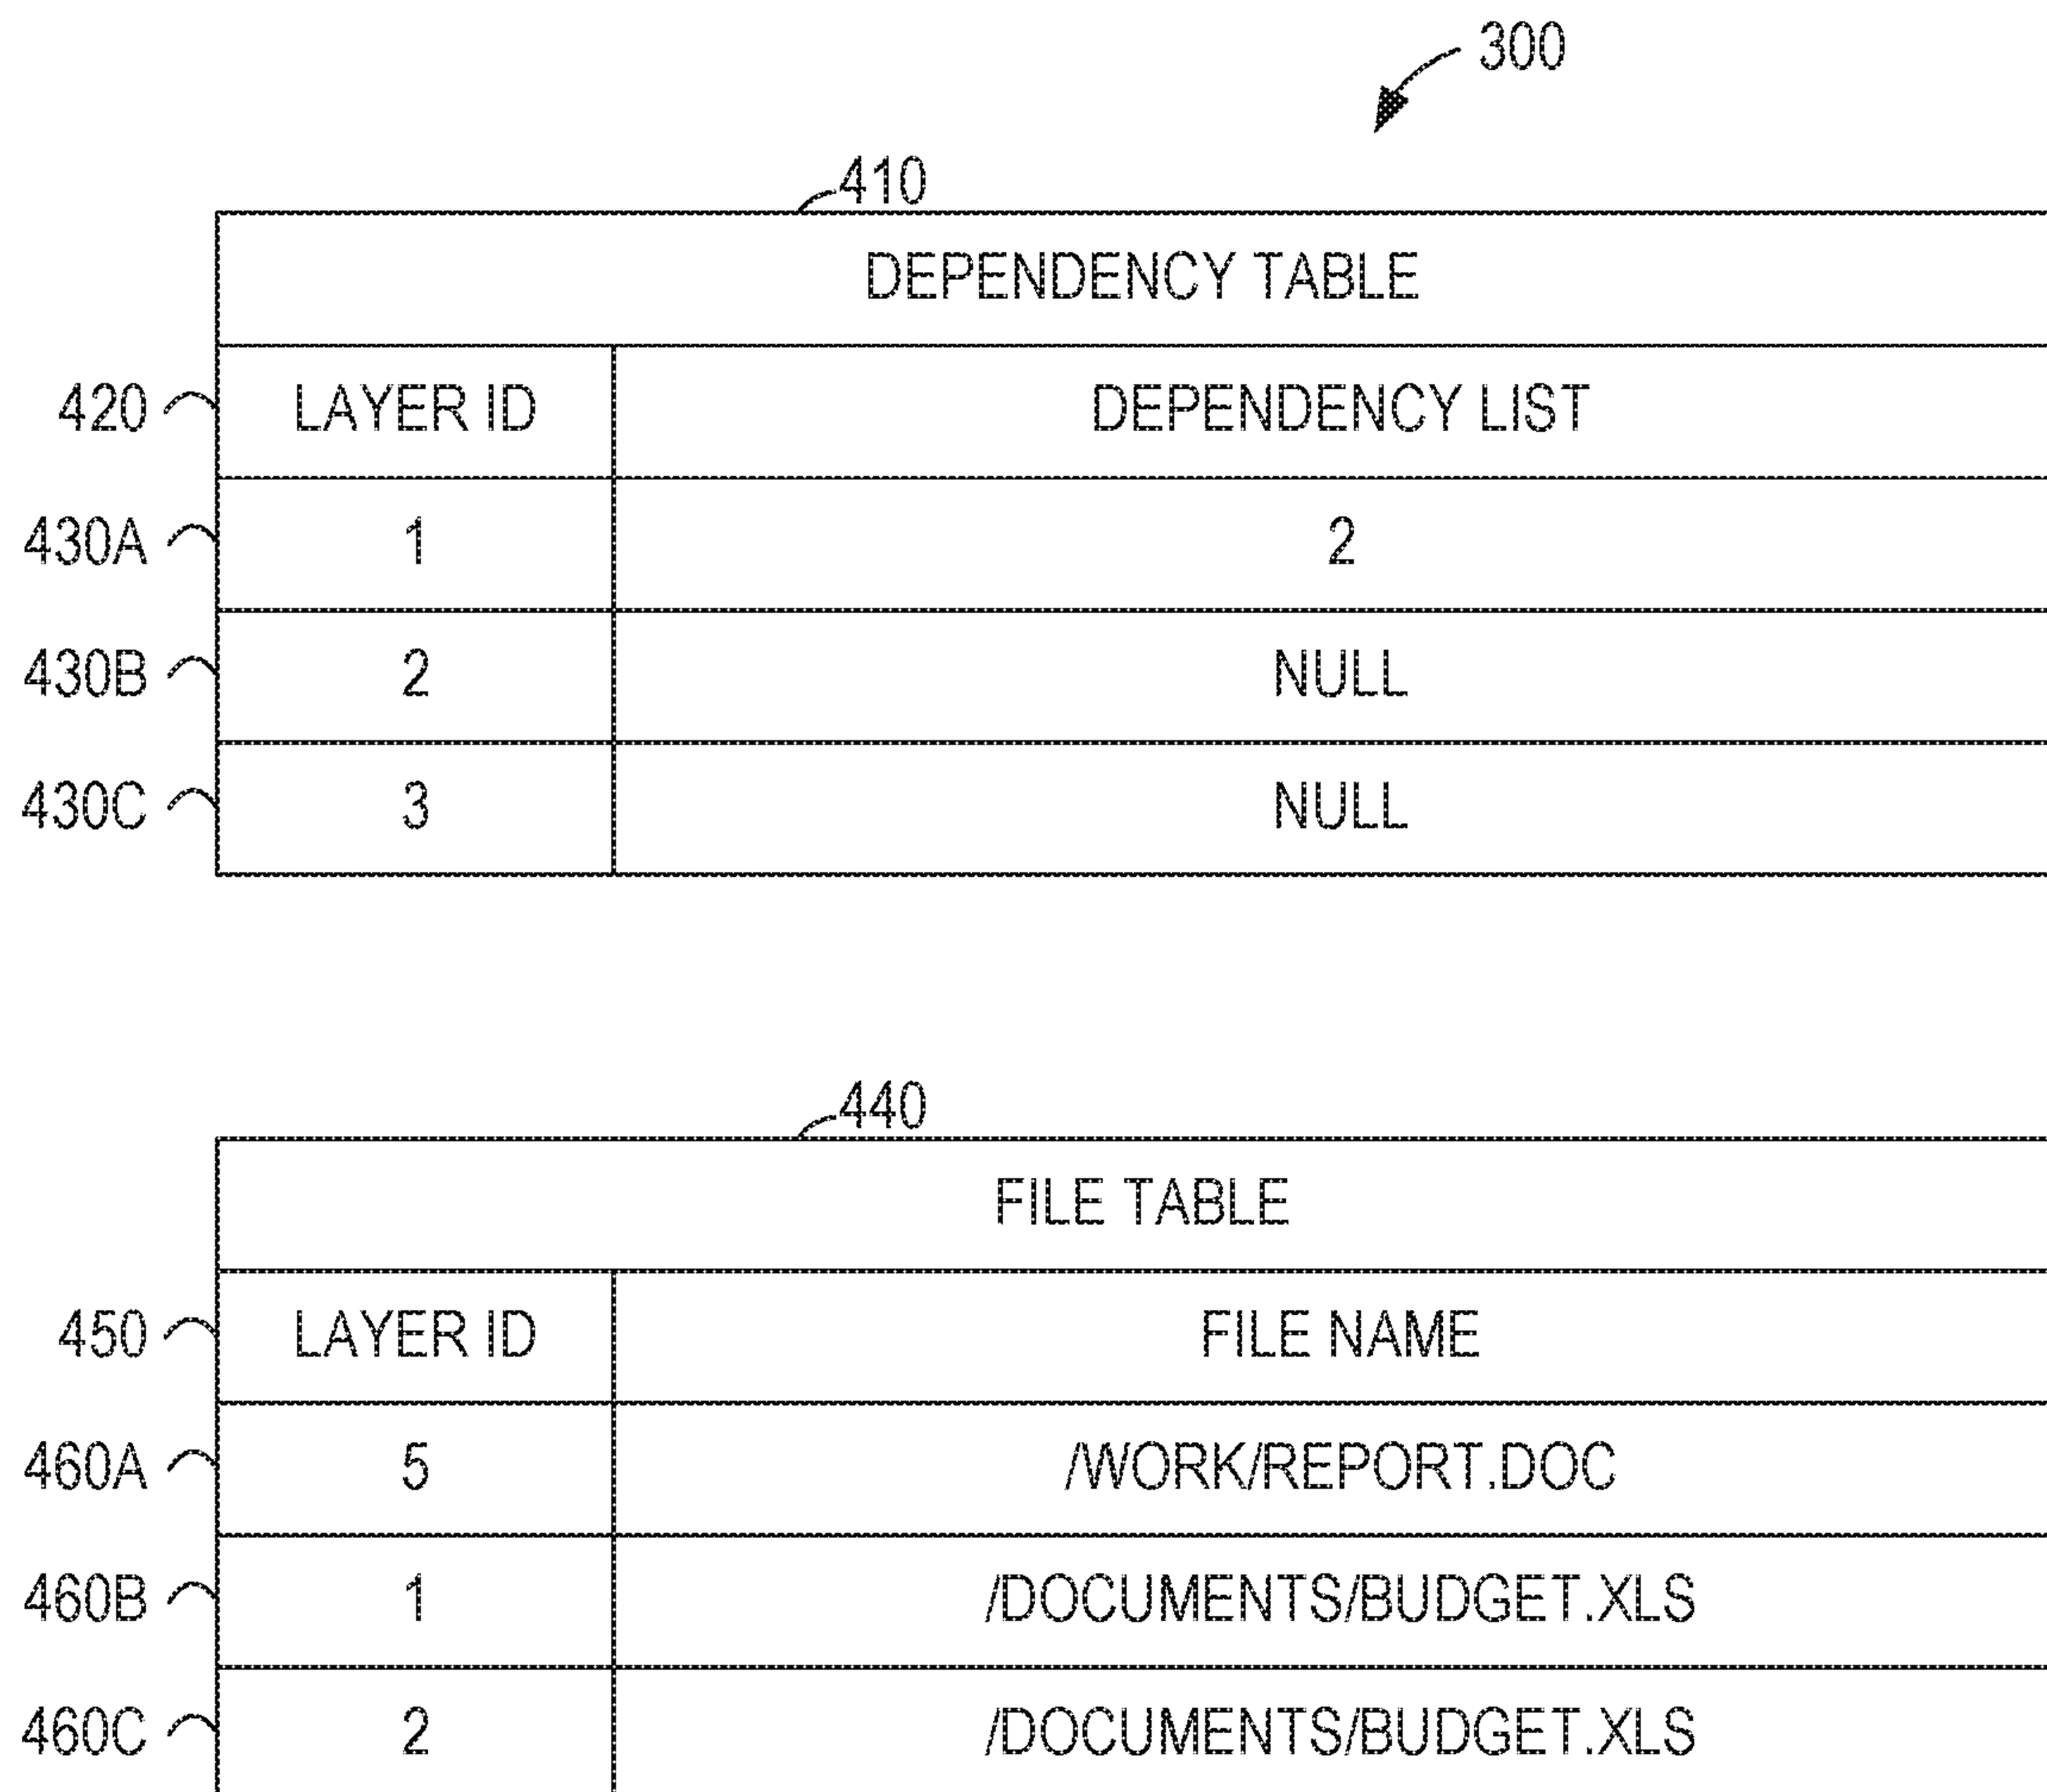 300
410
DEPENDENCY TABLE
420 LAYER ID DEPENDENCY LIST
430A 1 2
430B 2 NULL
430C 3 NULL
440
FILE TABLE
450 LAYER ID FILE NAME
460A 5 /WORK/REPORT.DOC
460B 1 /DOCUMENTS/BUDGET.XLS
460C 2 /DOCUMENTS/BUDGET.XLS